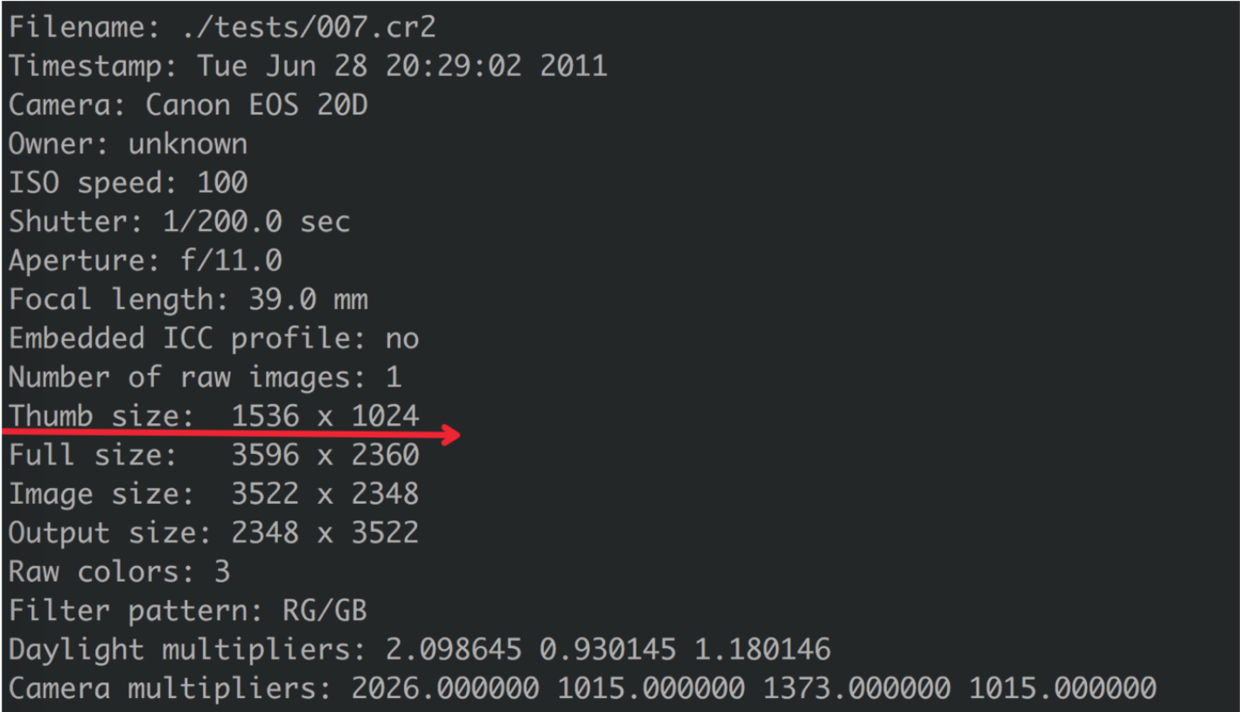 Filename: ./tests/007.cr2
Timestamp: Tue Jun 28 20:29:02 2011
Camera: Canon EOS 20D
Owner: unknown
ISO speed: 100
Shutter: 1/200.0 sec
Aperture: f/11.0
Focal length: 39.0 mm
Embedded ICC profile: no
Number of raw images: 1
Thumb size:  1536 x 1024
Full size:   3596 x 2360
Image size:  3522 x 2348
Output size: 2348 x 3522
Raw colors: 3
Filter pattern: RG/GB
Daylight multipliers: 2.098645 0.930145 1.180146
Camera multipliers: 2026.000000 1015.000000 1373.000000 1015.000000